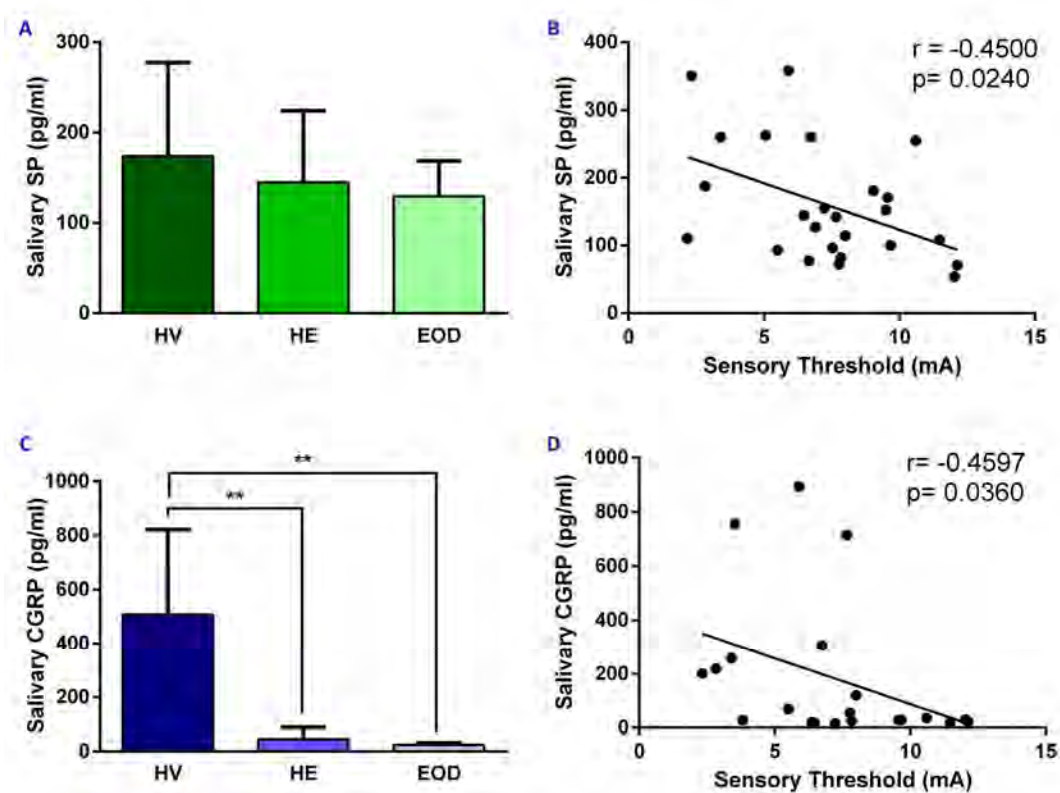 A
300
200
100
0
Salivary SP (pg/ml)
HV HE EOD
B
r = -0.4500
p= 0.0240
400
300
200
100
0
Salivary SP (pg/ml)
0 5 10 15
Sensory Threshold (mA)
C
**
**
1000
800
600
400
200
0
Salivary CGRP (pg/ml)
HV HE EOD
D
r= -0.4597
p= 0.0360
1000
800
600
400
200
0
Salivary CGRP (pg/ml)
0 5 10 15
Sensory Threshold (mA)